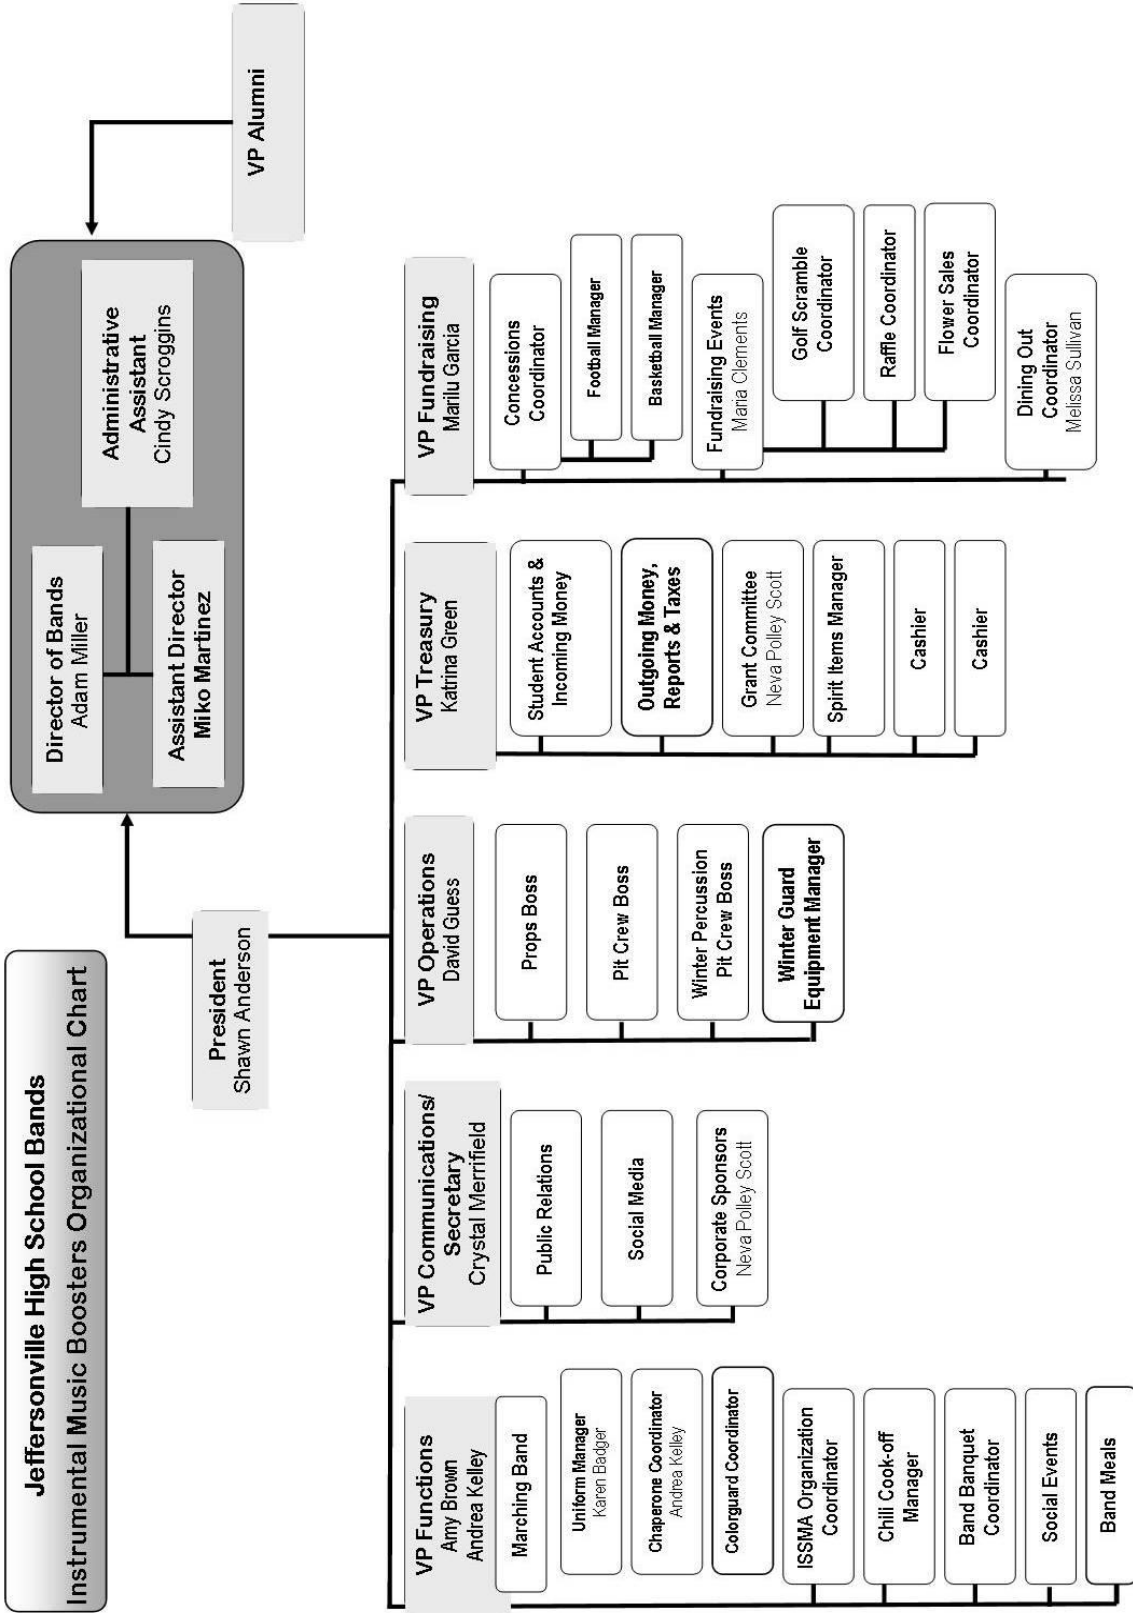 Jeffersonville High School Bands
Instrumental Music Boosters Organizational Chart
Director of Bands
Adam Miller
Assistant Director
Miko Martinez
Administrative
Assistant
Cindy Scroggins
VP Alumni
President
Shawn Anderson
VP Functions
Amy Brown
Andrea Kelley
Marching Band
Uniform Manager
Karen Badger
Chaperone Coordinator
Andrea Kelley
Colorguard Coordinator
ISSMA Organization
Coordinator
Chili Cook-off
Manager
Band Banquet
Coordinator
Social Events
Band Meals
VP Communications/
Secretary
Crystal Merrifield
Public Relations
Social Media
Corporate Sponsors
Neva Polley Scott
VP Operations
David Guess
Props Boss
Pit Crew Boss
Winter Percussion
Pit Crew Boss
Winter Guard
Equipment Manager
VP Treasury
Katrina Green
Student Accounts &
Incoming Money
Outgoing Money,
Reports & Taxes
Grant Committee
Neva Polley Scott
Spirit Items Manager
Cashier
Cashier
VP Fundraising
Marilu Garcia
Concessions
Coordinator
Football Manager
Basketball Manager
Fundraising Events
Maria Clements
Golf Scramble
Coordinator
Raffle Coordinator
Flower Sales
Coordinator
Dining Out
Coordinator
Melissa Sullivan